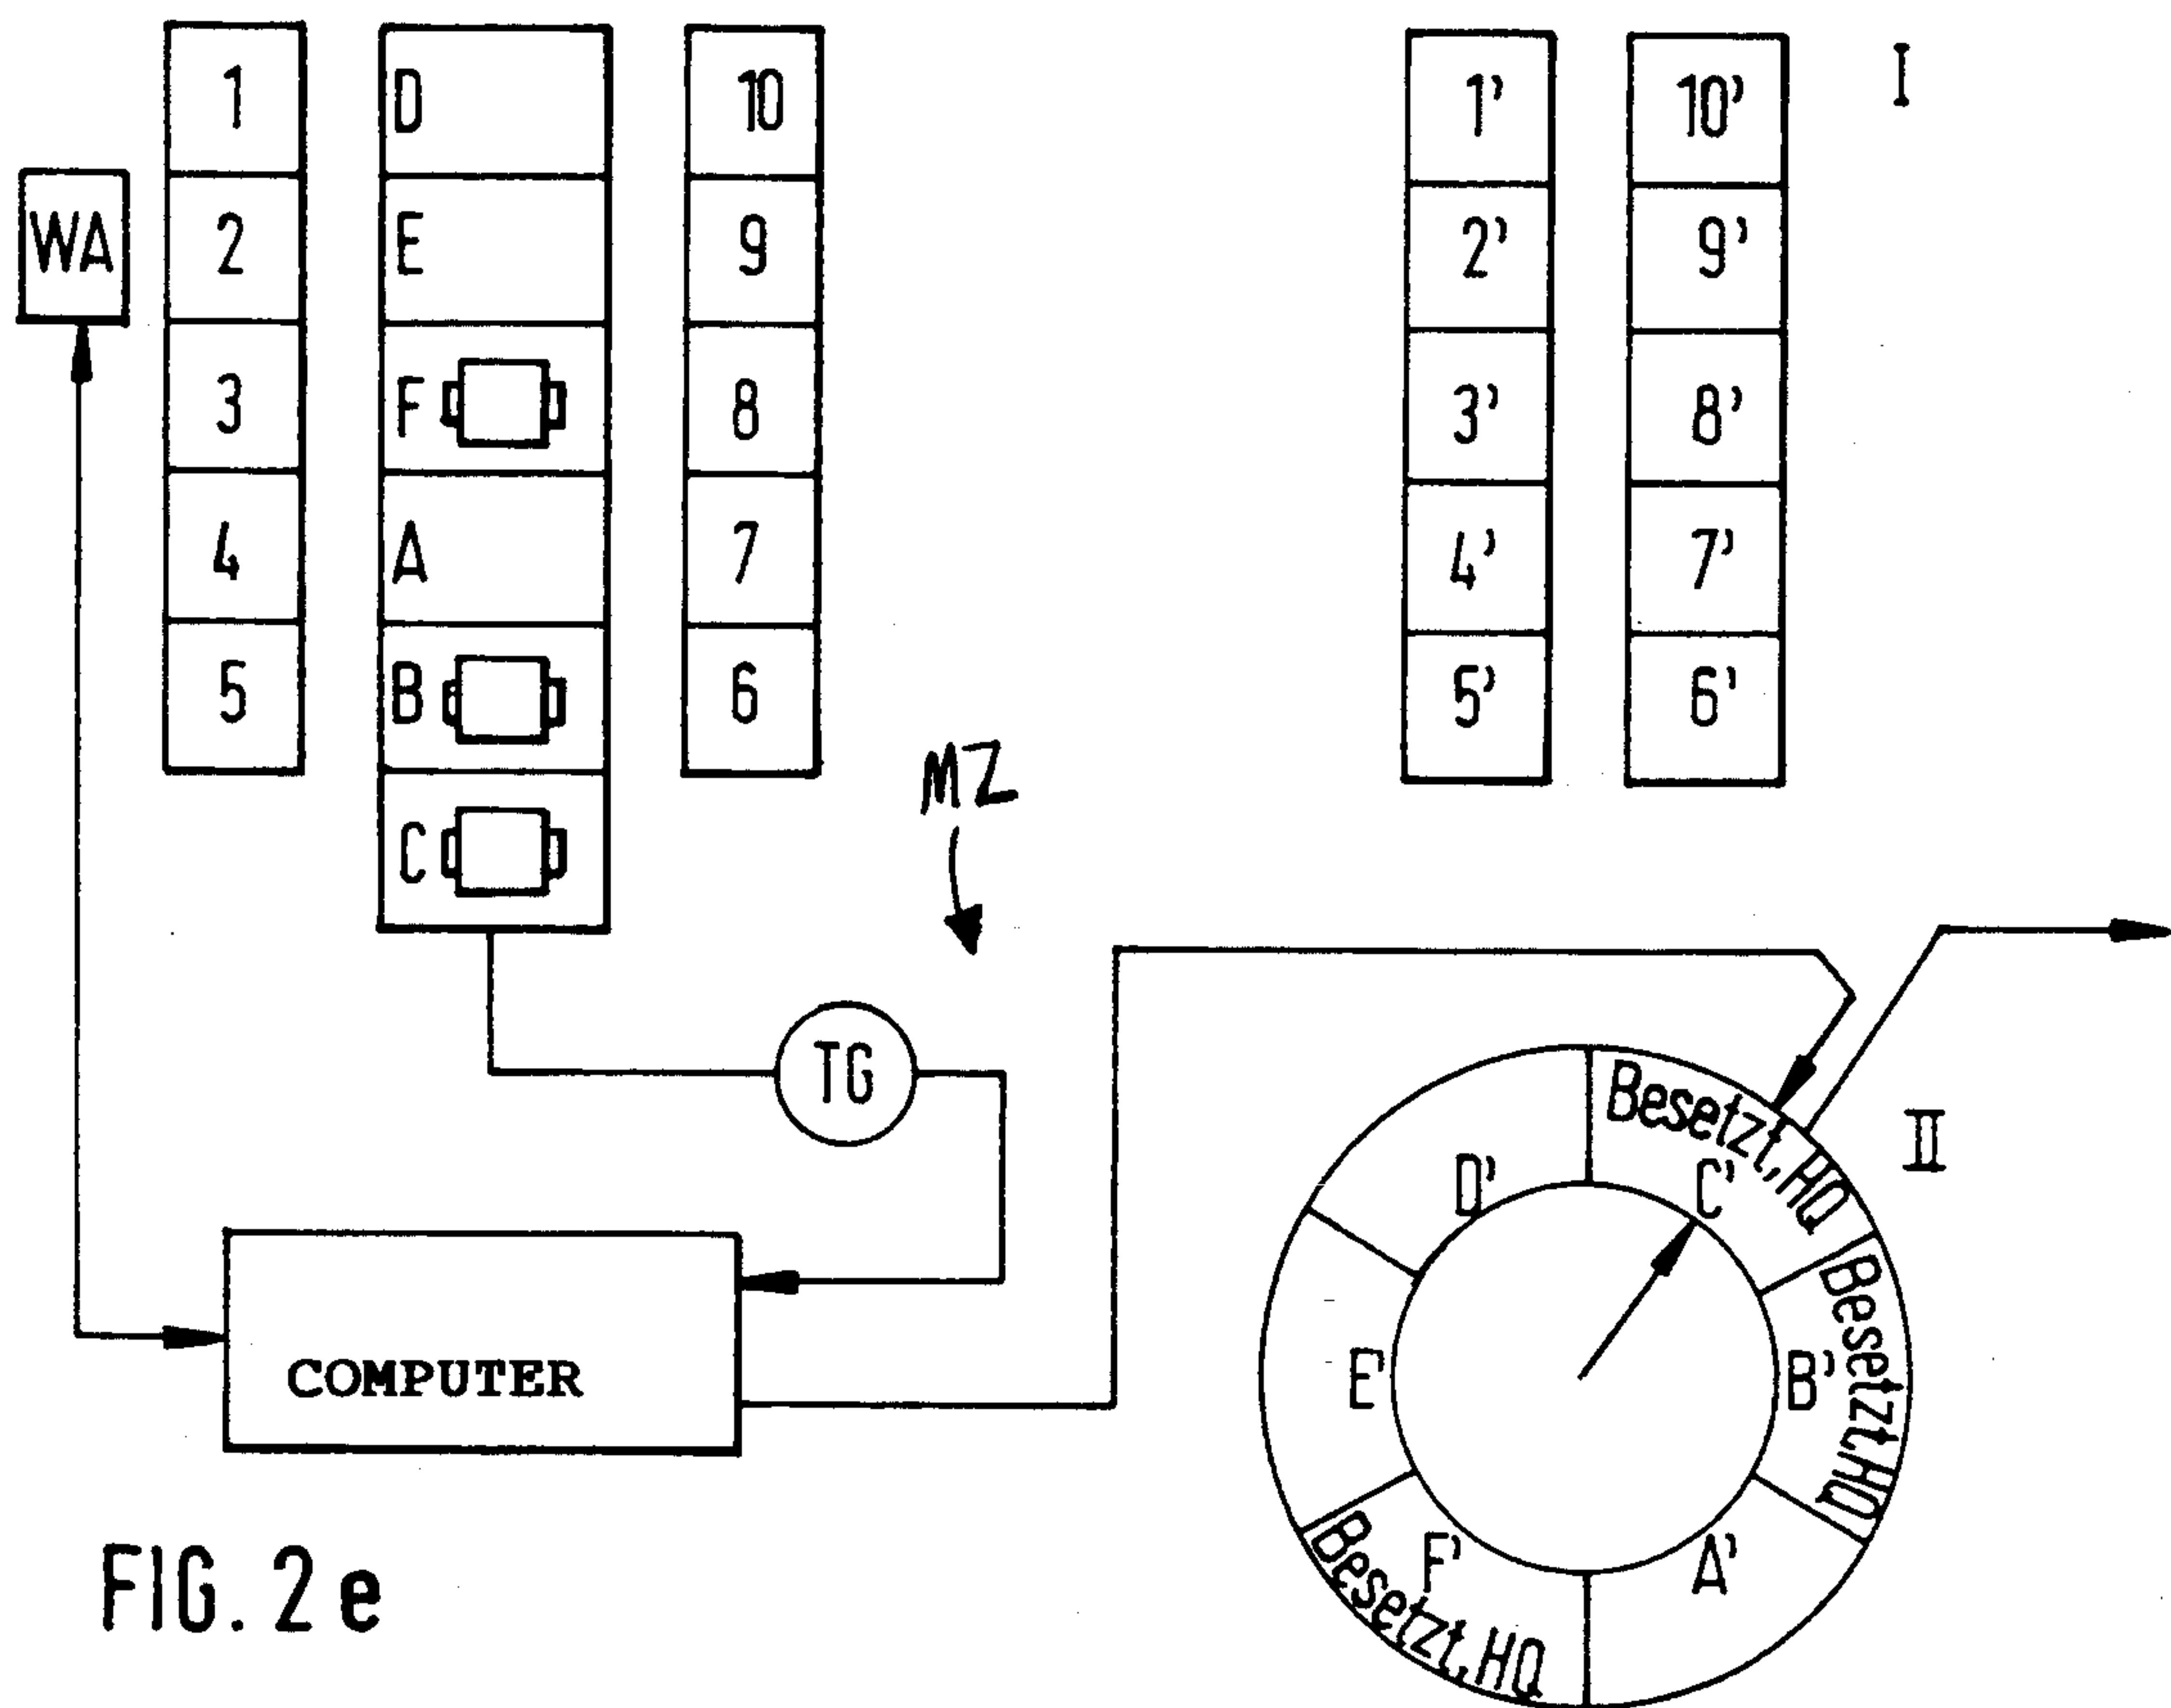 1
2
3
4
5
WA
D
E
F
A
B
C
10
9
8
7
6
1'
2'
3'
4'
5'
10'
9'
8'
7'
6'
I
MZ
TG
COMPUTER
II
Besetzt, HQ
C'
Besetzt HQ
B'
A'
Besetzt, HQ
F'
E'
D'
FIG. 2 e